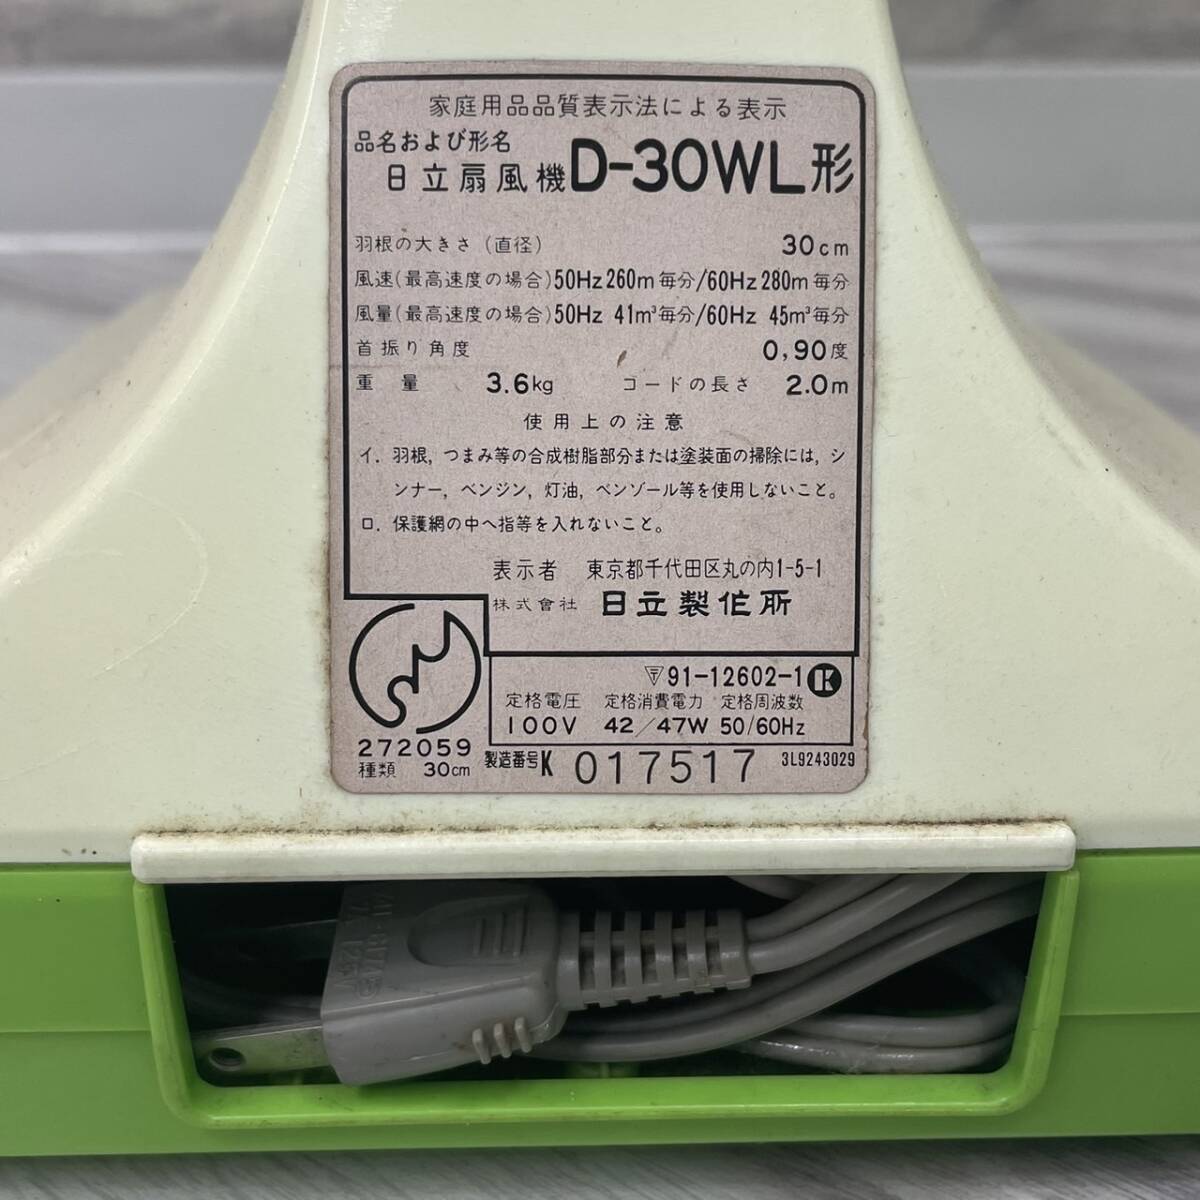 家庭用品品質表示法による表示
品名および形名
日立扇風機D-30WL形
羽根の大きさ(直径) 30cm
風速(最高速度の場合)50Hz 260m毎分/60Hz 280m毎分
風量(最高速度の場合)50Hz 41m³毎分/60Hz 45m³毎分
首振り角度 0,90度
重量 3.6kg コードの長さ 2.0m
使用上の注意
イ. 羽根, つまみ等の合成樹脂部分または塗装面の掃除には, シ
ンナー, ベンジン, 灯油, ベンゾール等を使用しないこと。
ロ. 保護網の中へ指等を入れないこと。
表示者 東京都千代田区丸の内1-5-1
株式會社 日立製作所
〒91-12602-1
定格電圧 定格消費電力 定格周波数
100V 42/47W 50/60Hz
272059
種類 30cm
製造番号K 017517 3L9243029